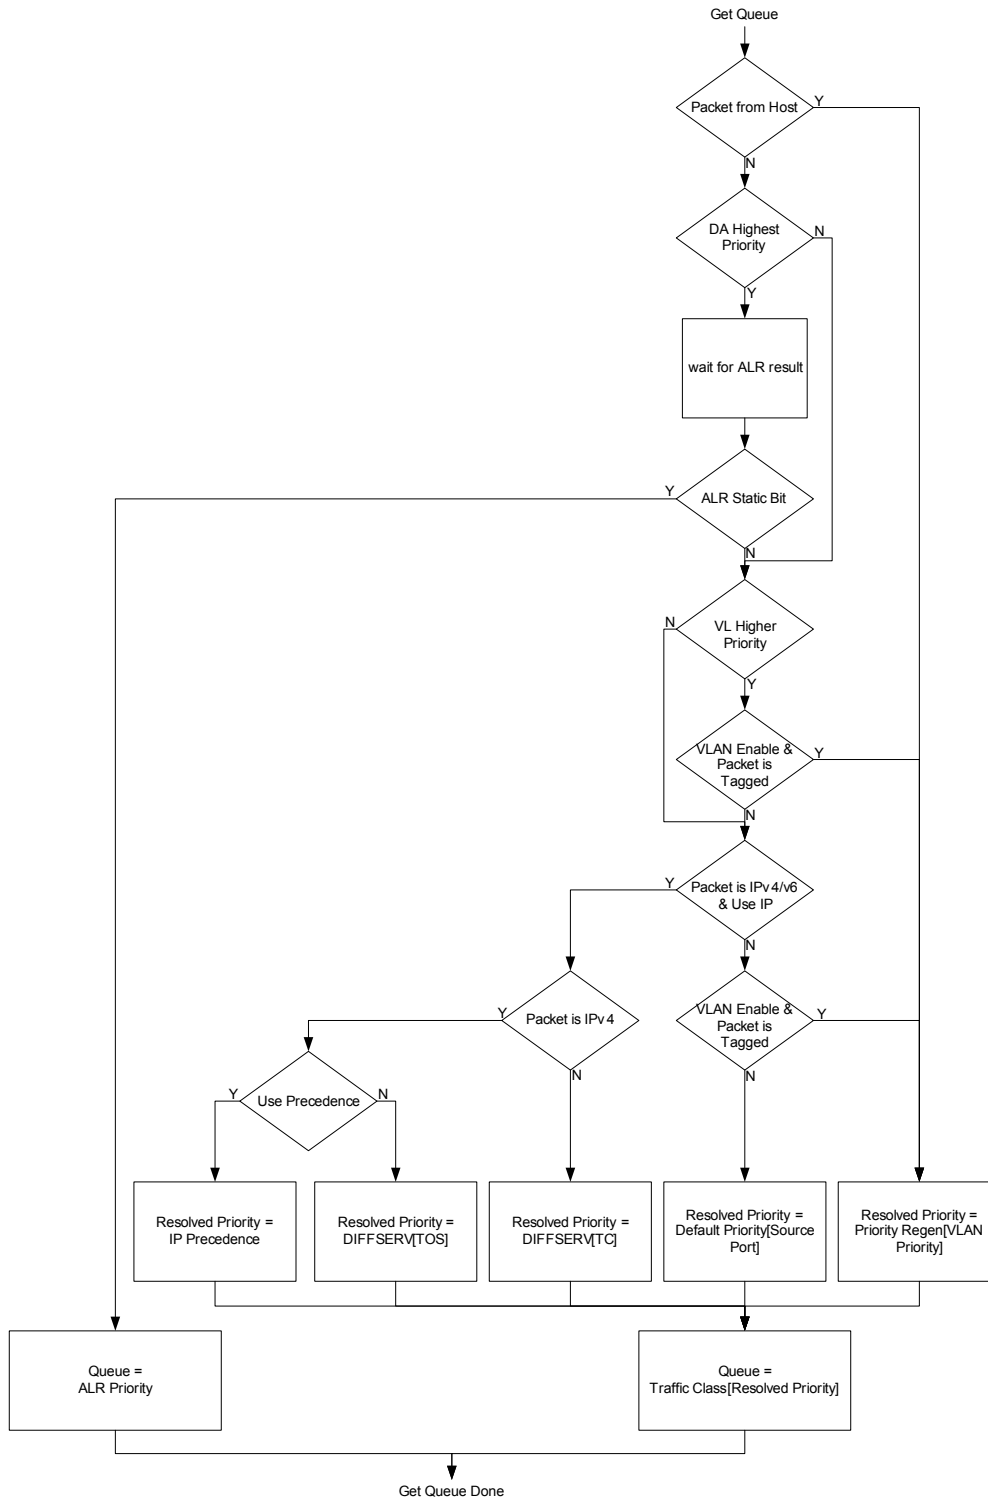 Get Queue
Packet from Host
Y
N
DA Highest
Priority
N
Y
wait for ALR result
Y
ALR Static Bit
N
N
VL Higher
Priority
Y
VLAN Enable &
Packet is
Tagged
Y
N
Y
Packet is IPv4/v6
& Use IP
N
Y
Packet is IPv4
N
VLAN Enable &
Packet is
Tagged
Y
N
Y
Use Precedence
N
Resolved Priority =
IP Precedence
Resolved Priority =
DIFFSERV[TOS]
Resolved Priority =
DIFFSERV[TC]
Resolved Priority =
Default Priority[Source
Port]
Resolved Priority =
Priority Regen[VLAN
Priority]
Queue =
ALR Priority
Queue =
Traffic Class[Resolved Priority]
Get Queue Done